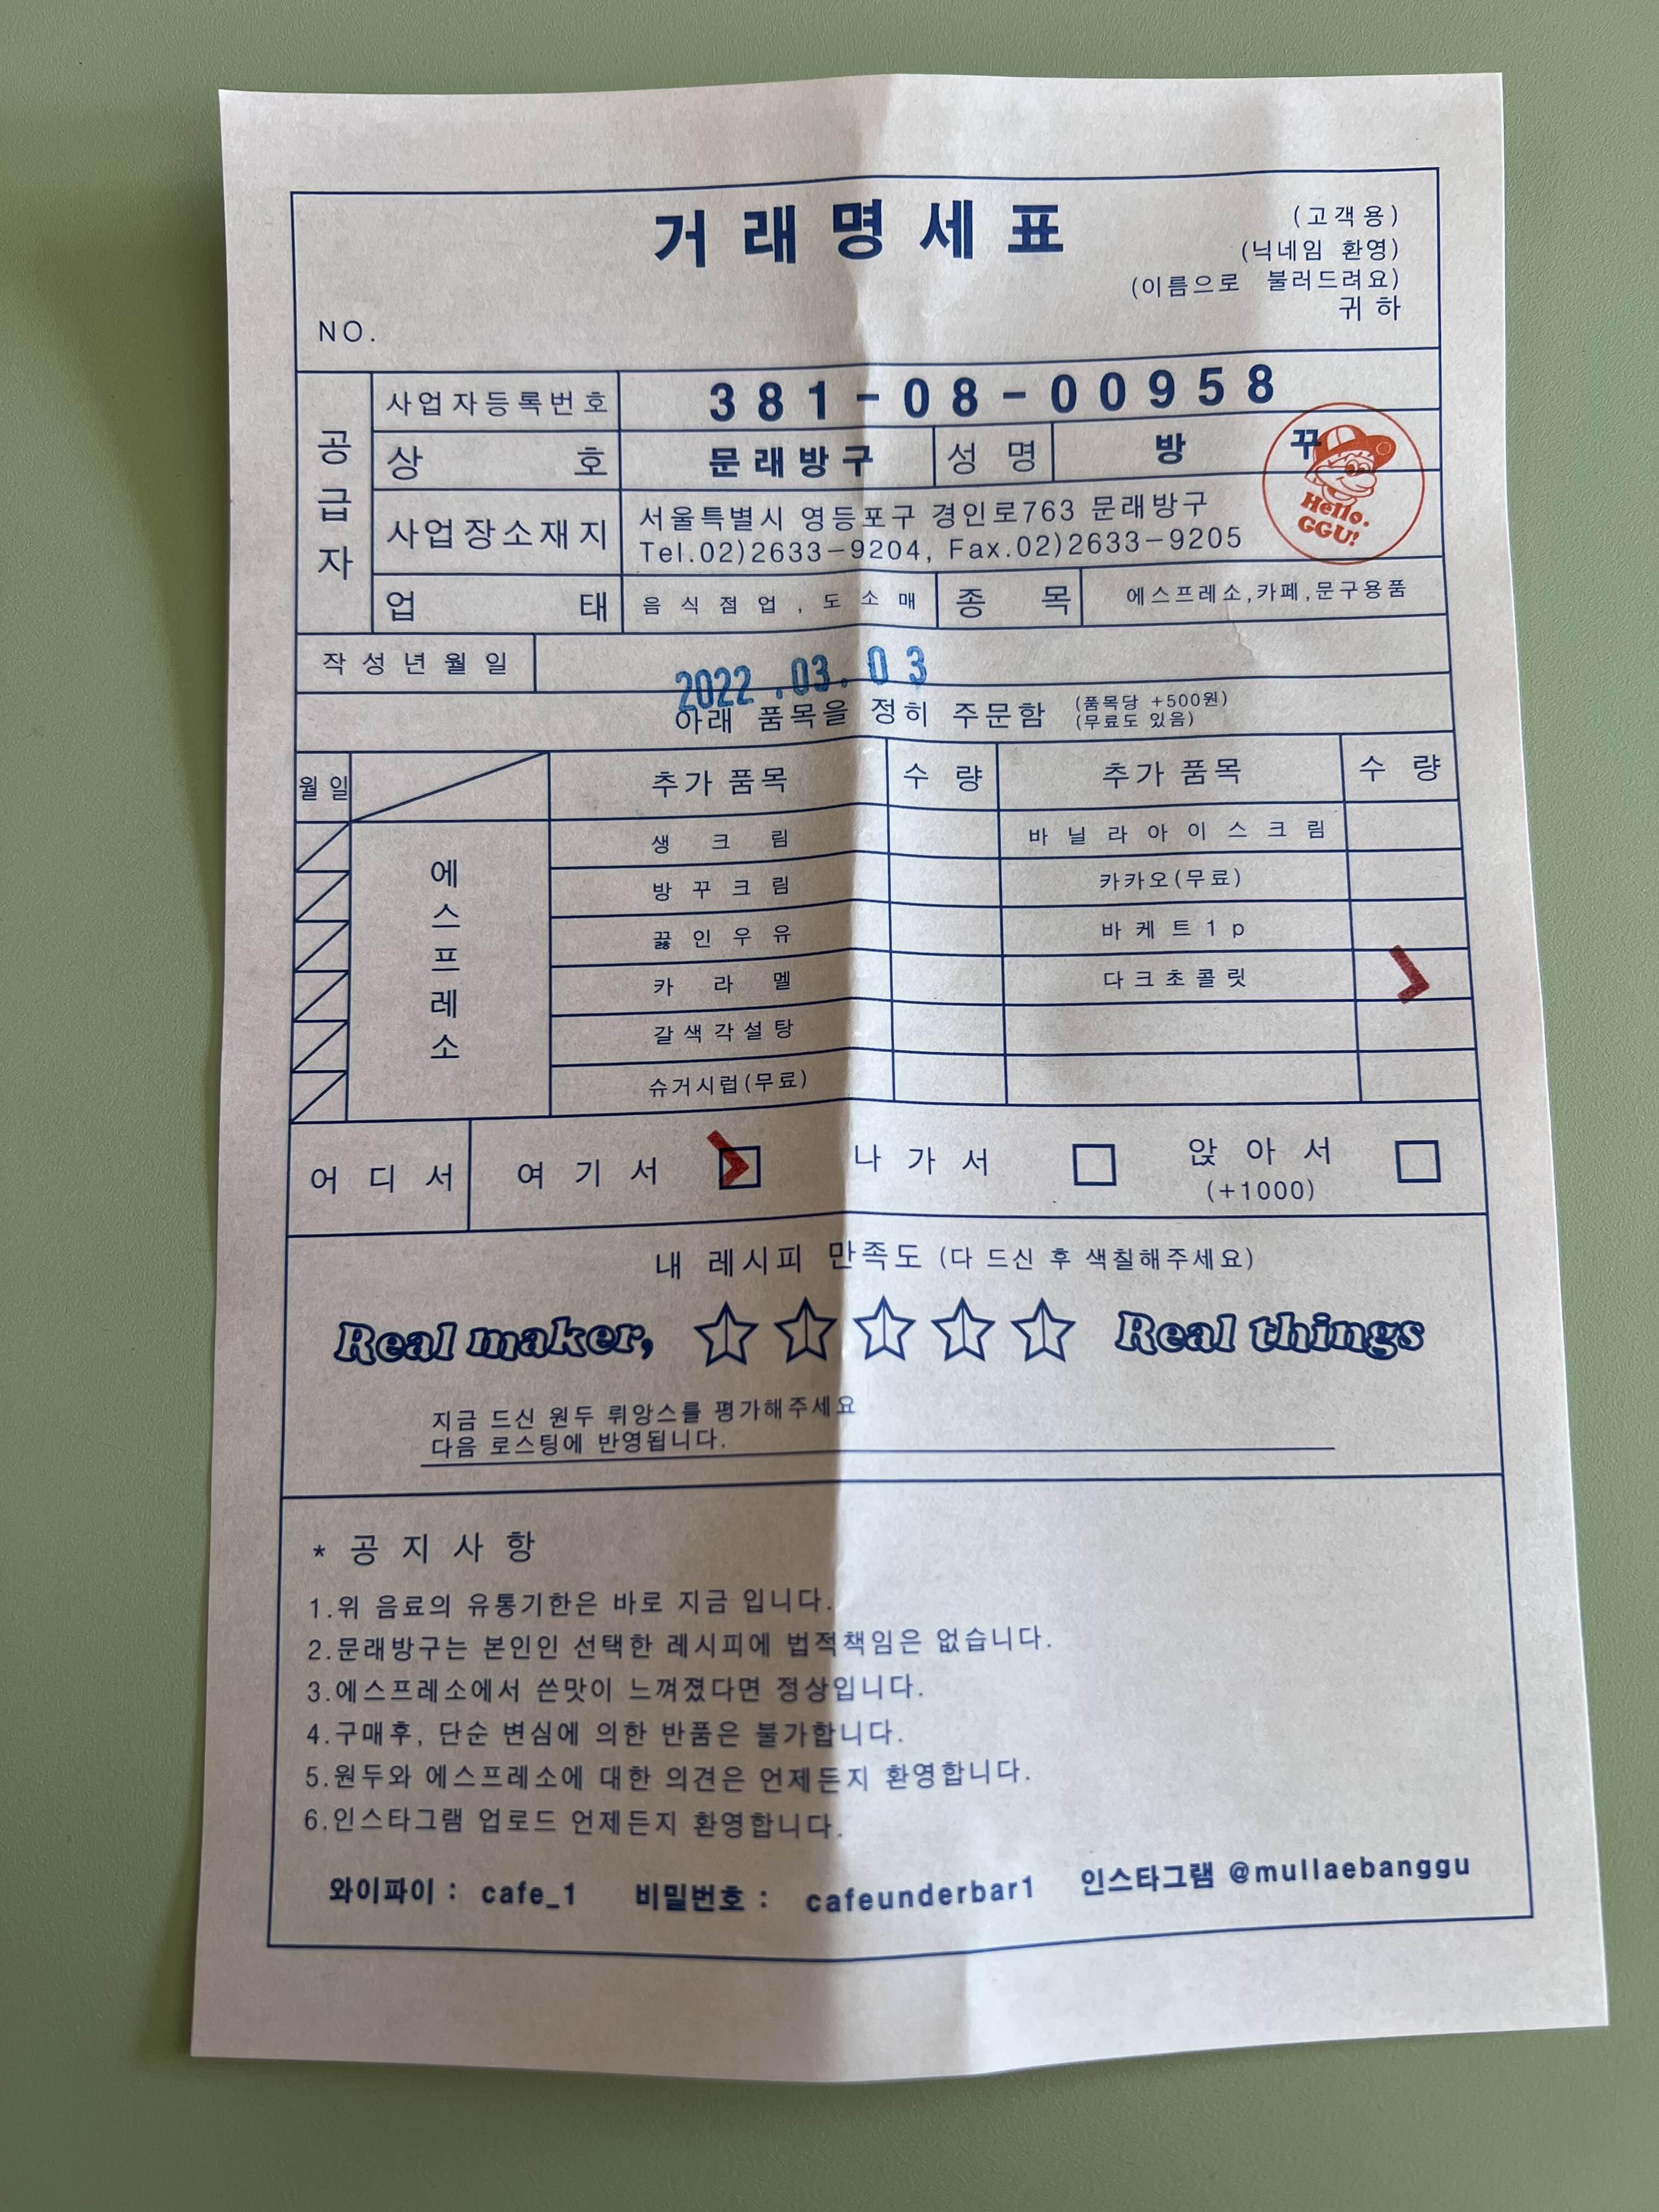 거래명세표
(고객용)
(닉네임 환영)
(이름으로 불러드려요)
귀하
NO.
공급자
사업자등록번호 381-08-00958
상호 문래방구 성명 방 꾸
Hello.
GGU!
사업장소재지 서울특별시 영등포구 경인로763 문래방구
Tel.02)2633-9204, Fax.02)2633-9205
업태 음식점업,도소매 종목 에스프레소,카페,문구용품
작성년월일 2022.03.03
아래 품목을 정히 주문함 (품목당 +500원)
(무료도 있음)
월일 추가 품목 수량 추가 품목 수량
에스프레소
생크림 바닐라아이스크림
방꾸크림 카카오(무료)
끓인우유 바케트1p
카라멜 다크초콜릿
갈색각설탕
슈거시럽(무료)
어디서 여기서 나가서 앉아서
(+1000)
내 레시피 만족도 (다 드신 후 색칠해주세요)
Real maker, Real things
지금 드신 원두 뤼앙스를 평가해주세요
다음 로스팅에 반영됩니다.
* 공지사항
1.위 음료의 유통기한은 바로 지금 입니다.
2.문래방구는 본인인 선택한 레시피에 법적책임은 없습니다.
3.에스프레소에서 쓴맛이 느껴졌다면 정상입니다.
4.구매후, 단순 변심에 의한 반품은 불가합니다.
5.원두와 에스프레소에 대한 의견은 언제든지 환영합니다.
6.인스타그램 업로드 언제든지 환영합니다.
와이파이 : cafe_1 비밀번호 : cafeunderbar1 인스타그램 @mullaebanggu